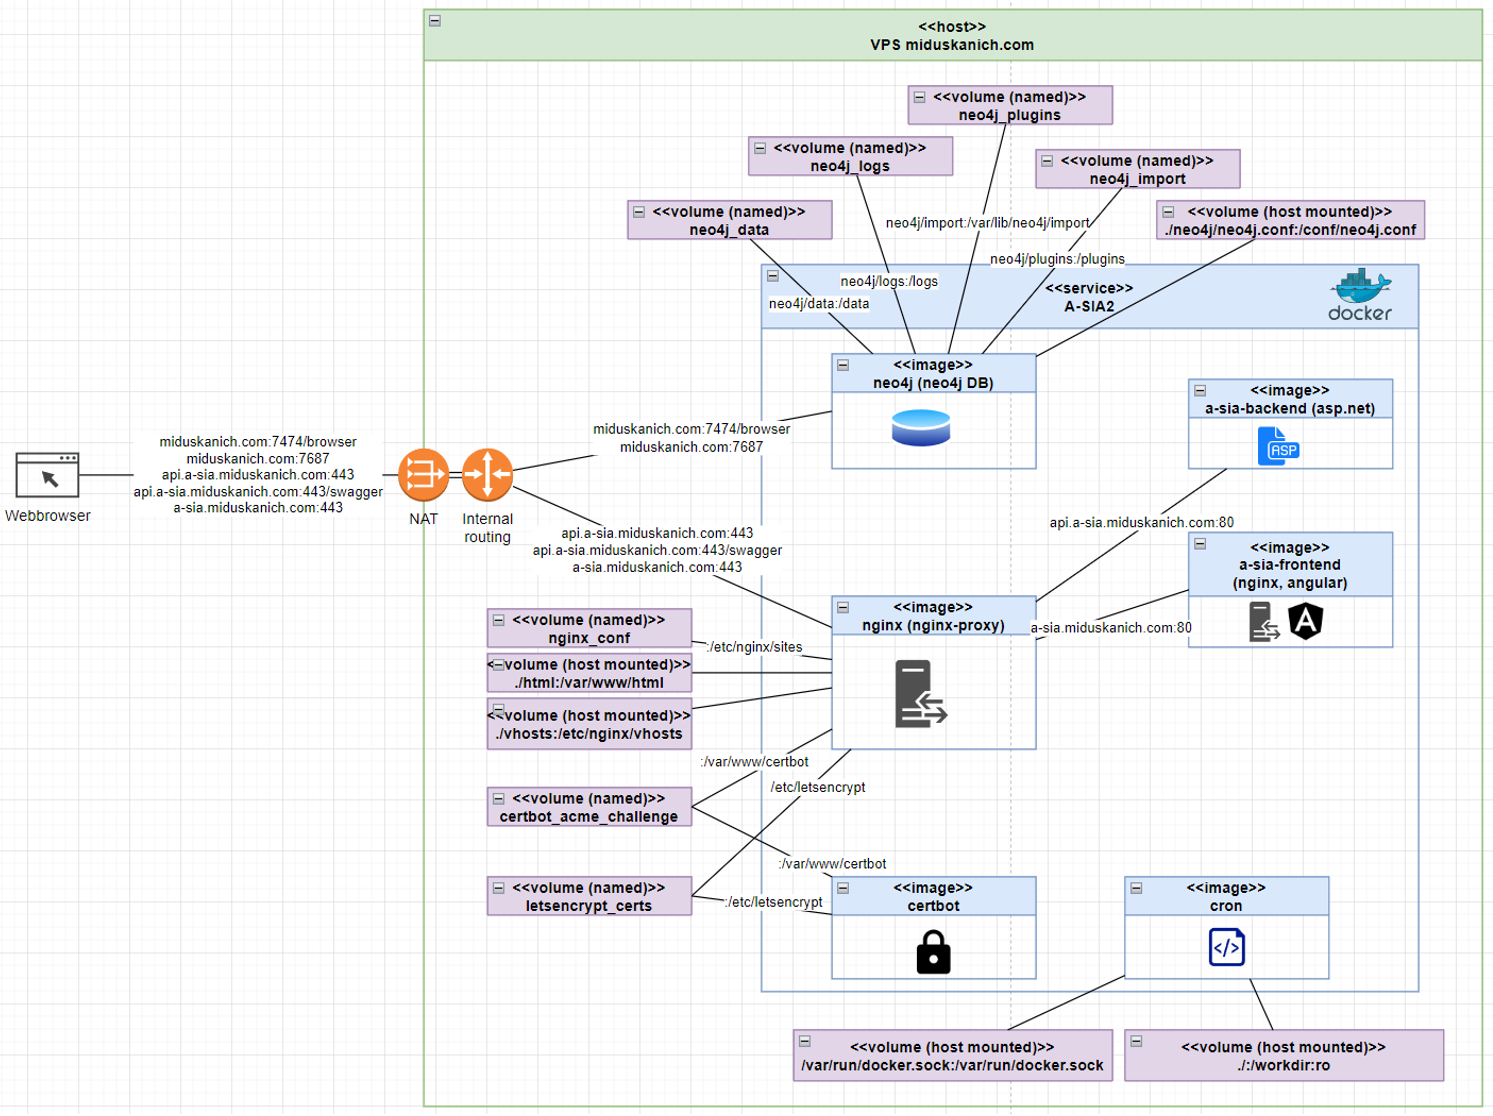 <<host>>
VPS miduskanich.com
<<volume (named)>>
neo4j_plugins
<<volume (named)>>
neo4j_logs
<<volume (named)>>
neo4j_import
<<volume (named)>>
neo4j_data
<<volume (host mounted)>>
./neo4j/neo4j.conf:/conf/neo4j.conf
neo4j/import:/var/lib/neo4j/import
neo4j/plugins:/plugins
neo4j/logs:/logs
neo4j/data:/data
<<service>>
A-SIA2
docker
<<image>>
neo4j (neo4j DB)
<<image>>
a-sia-backend (asp.net)
ASP
miduskanich.com:7474/browser
miduskanich.com:7687
miduskanich.com:7474/browser
miduskanich.com:7687
api.a-sia.miduskanich.com:443
api.a-sia.miduskanich.com:443/swagger
a-sia.miduskanich.com:443
Webbrowser
NAT
Internal
routing
api.a-sia.miduskanich.com:443
api.a-sia.miduskanich.com:443/swagger
a-sia.miduskanich.com:443
api.a-sia.miduskanich.com:80
<<image>>
a-sia-frontend
(nginx, angular)
A
<<image>>
nginx (nginx-proxy)
a-sia.miduskanich.com:80
<<volume (named)>>
nginx_conf
:/etc/nginx/sites
<<volume (host mounted)>>
./html:/var/www/html
<<volume (host mounted)>>
./vhosts:/etc/nginx/vhosts
:/var/www/certbot
/etc/letsencrypt
<<volume (named)>>
certbot_acme_challenge
:/var/www/certbot
<<volume (named)>>
letsencrypt_certs
:/etc/letsencrypt
<<image>>
certbot
<<image>>
cron
</>
<<volume (host mounted)>>
/var/run/docker.sock:/var/run/docker.sock
<<volume (host mounted)>>
./:/workdir:ro